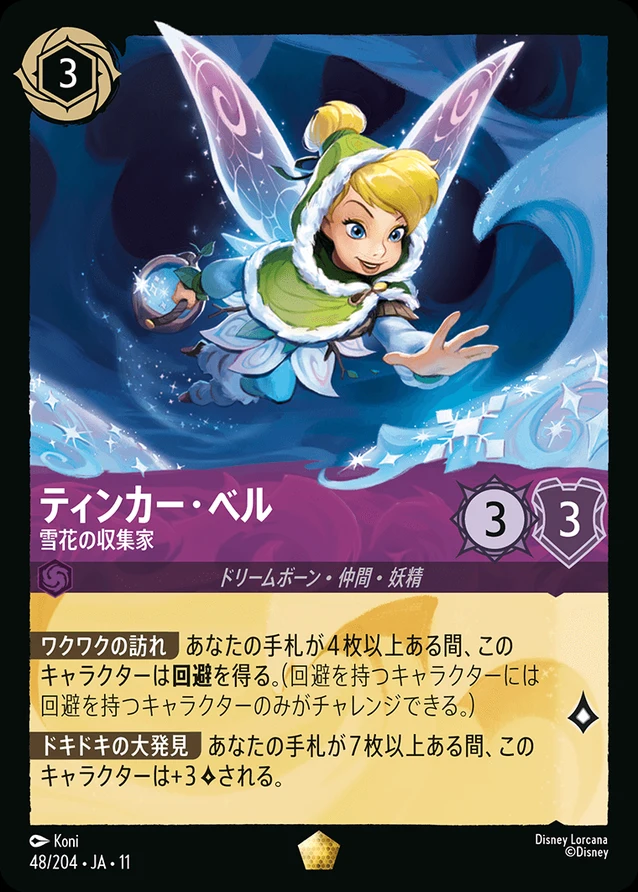 3
ティンカー・ベル
雪花の収集家
3
3
ドリームボーン・仲間・妖精
ワクワクの訪れ あなたの手札が4枚以上ある間、この
キャラクターは回避を得る。(回避を持つキャラクターには
回避を持つキャラクターのみがチャレンジできる。)
ドキドキの大発見 あなたの手札が7枚以上ある間、この
キャラクターは+3されるる。
Koni
48/204・JA・11
Disney Lorcana
©Disney